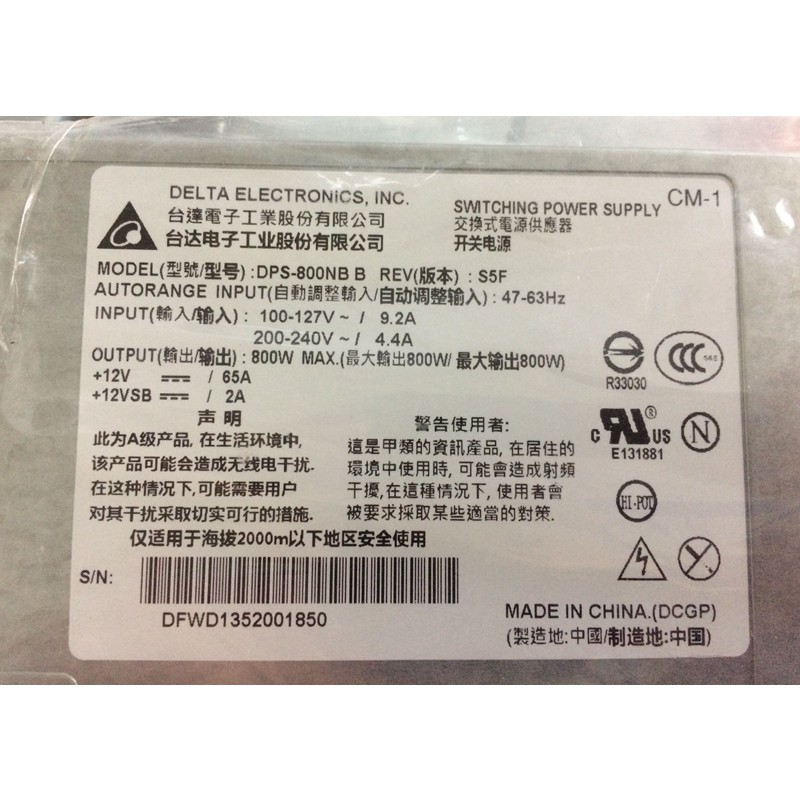 DELTA ELECTRONICS, INC.
台達電子工業股份有限公司
台达电子工业股份有限公司
SWITCHING POWER SUPPLY
交換式電源供應器
开关电源
CM-1
MODEL(型號/型号) :DPS-800NB B REV(版本) : S5F
AUTORANGE INPUT(自動調整輸入/自动调整输入) : 47-63Hz
INPUT(輸入/输入) : 100-127V ~ / 9.2A
200-240V ~ / 4.4A
OUTPUT(輸出/输出) : 800W MAX.(最大輸出800W/ 最大输出800W)
+12V ⎓ / 65A
+12VSB ⎓ / 2A
R33030
CCC S&E
声 明
此为A级产品, 在生活环境中,
该产品可能会造成无线电干扰.
在这种情况下,可能需要用户
对其干扰采取切实可行的措施.
警告使用者:
這是甲類的資訊產品, 在居住的
環境中使用時, 可能會造成射頻
干擾,在這種情況下, 使用者會
被要求採取某些適當的對策.
c RU ® US
E131881
N
HI-POT
仅适用于海拔2000m以下地区安全使用
S/N:
DFWD1352001850
MADE IN CHINA.(DCGP)
(製造地:中國/制造地:中国)